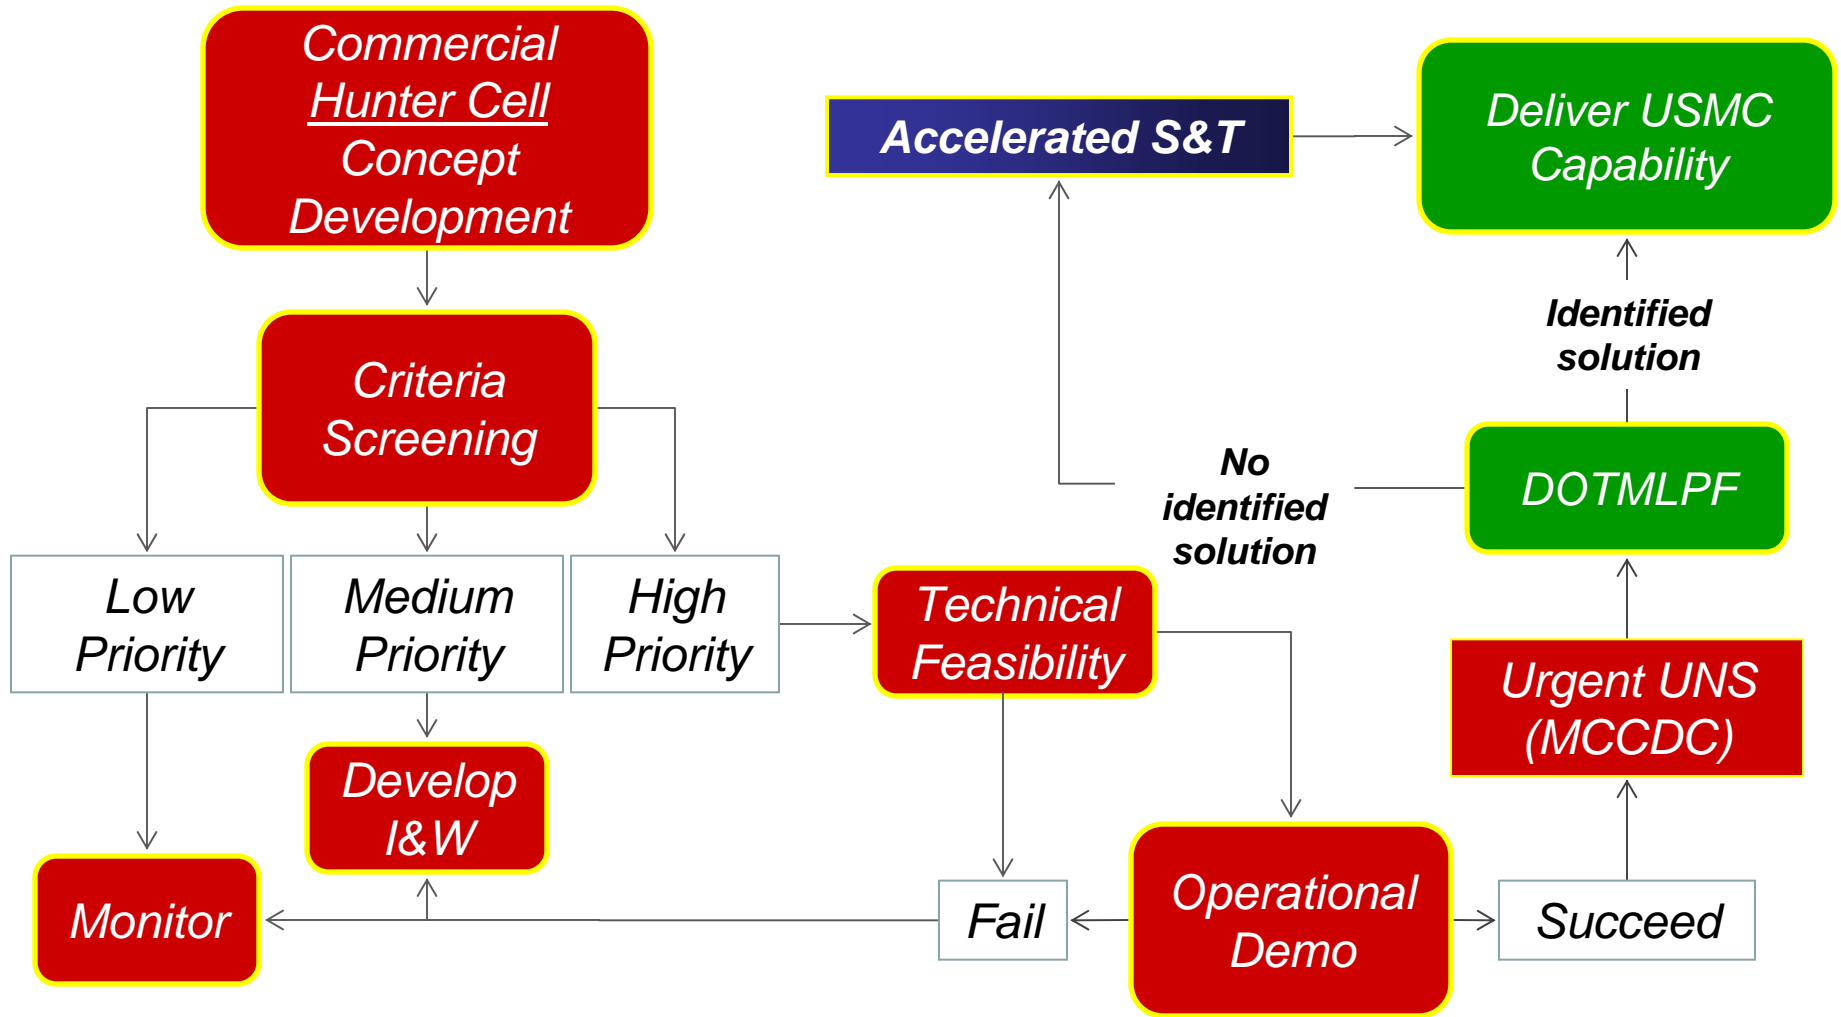 Commercial
Hunter Cell
Concept
Development
Criteria
Screening
Low
Priority
Medium
Priority
High
Priority
Develop
I&W
Monitor
Technical
Feasibility
Fail
Operational
Demo
Succeed
Urgent UNS
(MCCDC)
DOTMLPF
No
identified
solution
Identified
solution
Accelerated S&T
Deliver USMC
Capability